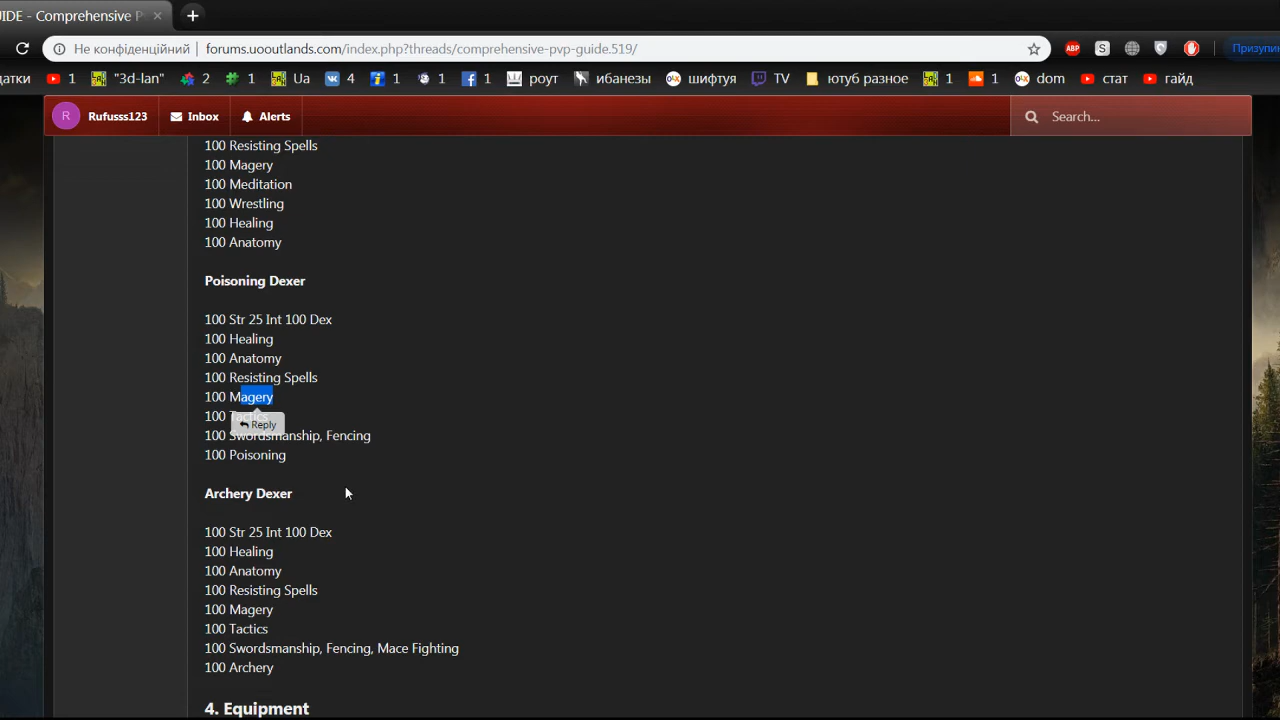 IDE - Comprehensive P
Не конфіденційний forums.uooutlands.com/index.php?threads/comprehensive-pvp-guide.519/ ABP S Призупин
датки 1 "3d-lan" 2 1 Ua 4 1 1 1 роут ибанезы шифтуя TV ютуб разное 1 1 dom стат гайд
R Rufusss123 Inbox Alerts Search...
100 Resisting Spells
100 Magery
100 Meditation
100 Wrestling
100 Healing
100 Anatomy
Poisoning Dexer
100 Str 25 Int 100 Dex
100 Healing
100 Anatomy
100 Resisting Spells
100 Magery
100 Tactics
Reply
100 Swordsmanship, Fencing
100 Poisoning
Archery Dexer
100 Str 25 Int 100 Dex
100 Healing
100 Anatomy
100 Resisting Spells
100 Magery
100 Tactics
100 Swordsmanship, Fencing, Mace Fighting
100 Archery
4. Equipment